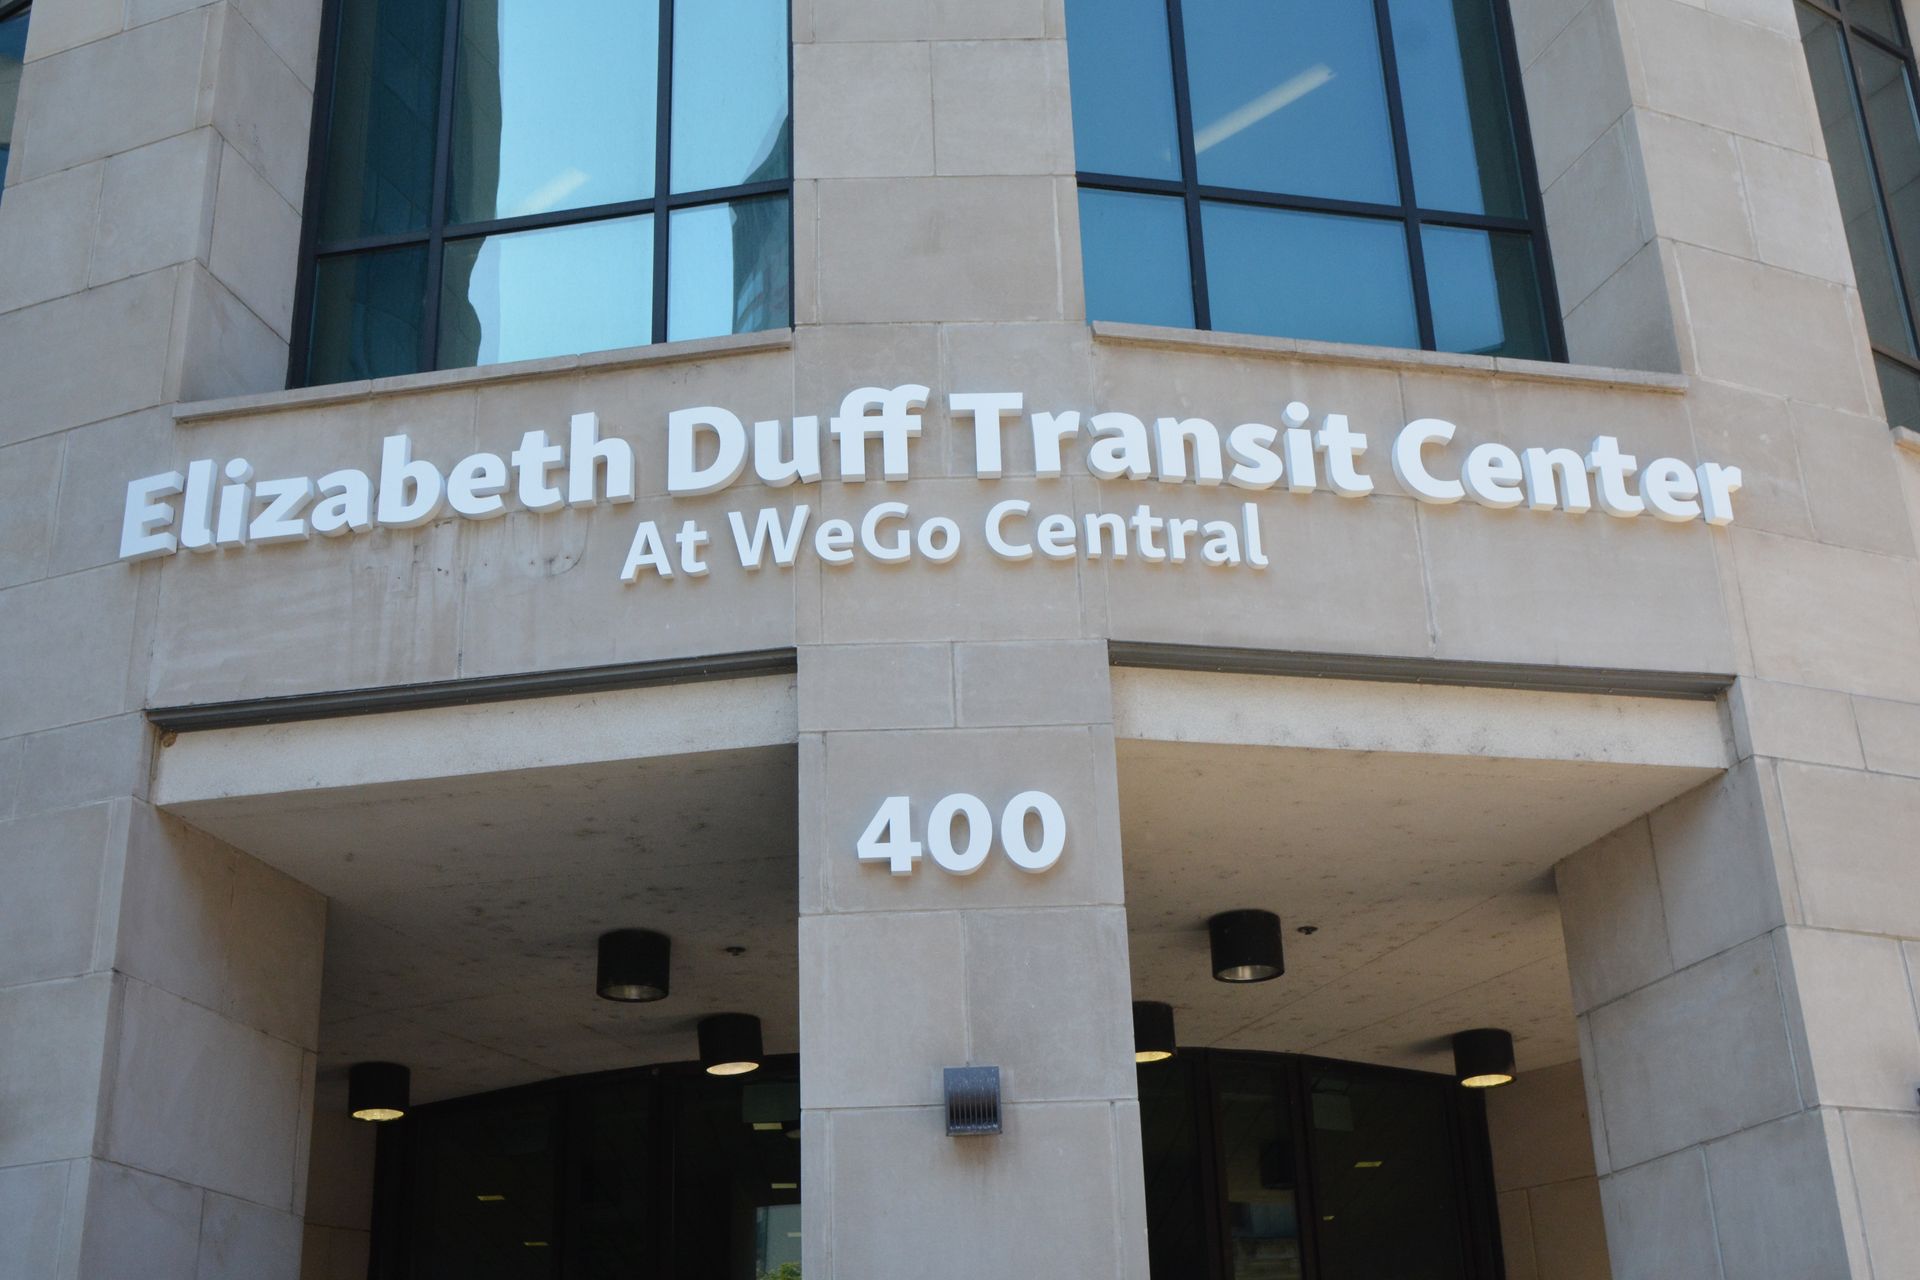 Elizabeth Duff Transit Center
At WeGo Central
400